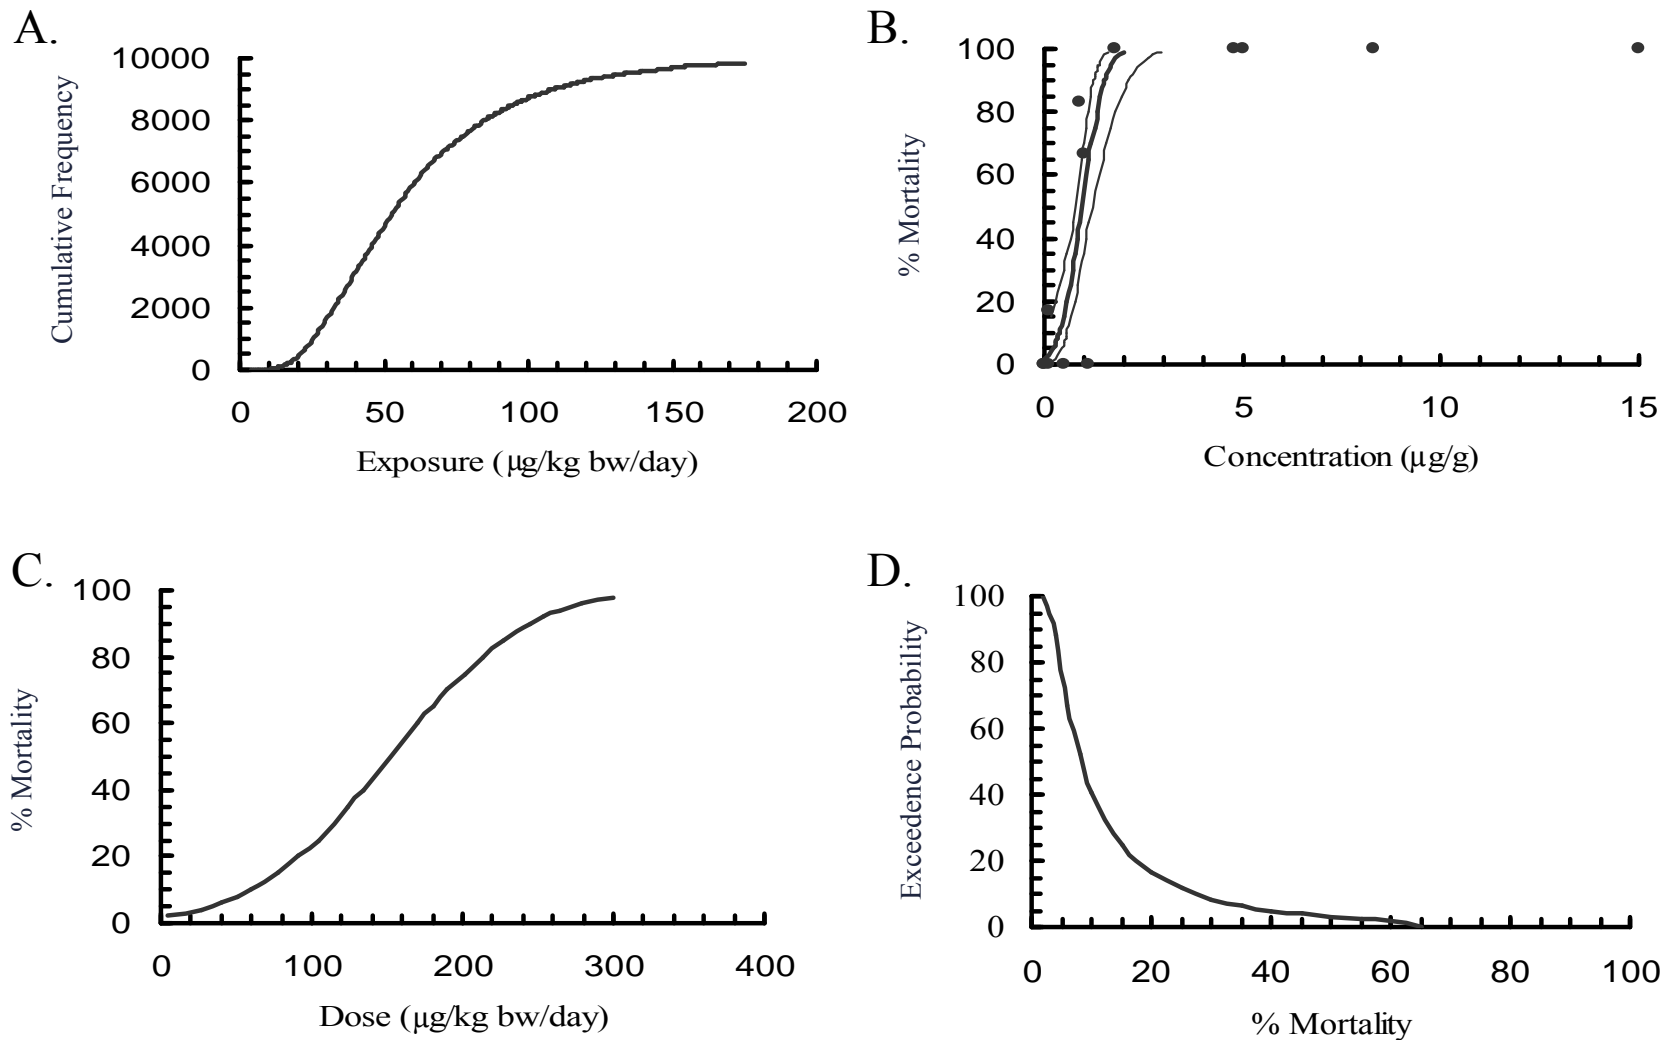 A.
10000
8000
6000
4000
2000
0
Cumulative Frequency
0 50 100 150 200
Exposure (μg/kg bw/day)
B.
100
80
60
40
20
0
% Mortality
0 5 10 15
Concentration (μg/g)
C.
100
80
60
40
20
0
% Mortality
0 100 200 300 400
Dose (μg/kg bw/day)
D.
100
80
60
40
20
0
Exceedence Probability
0 20 40 60 80 100
% Mortality